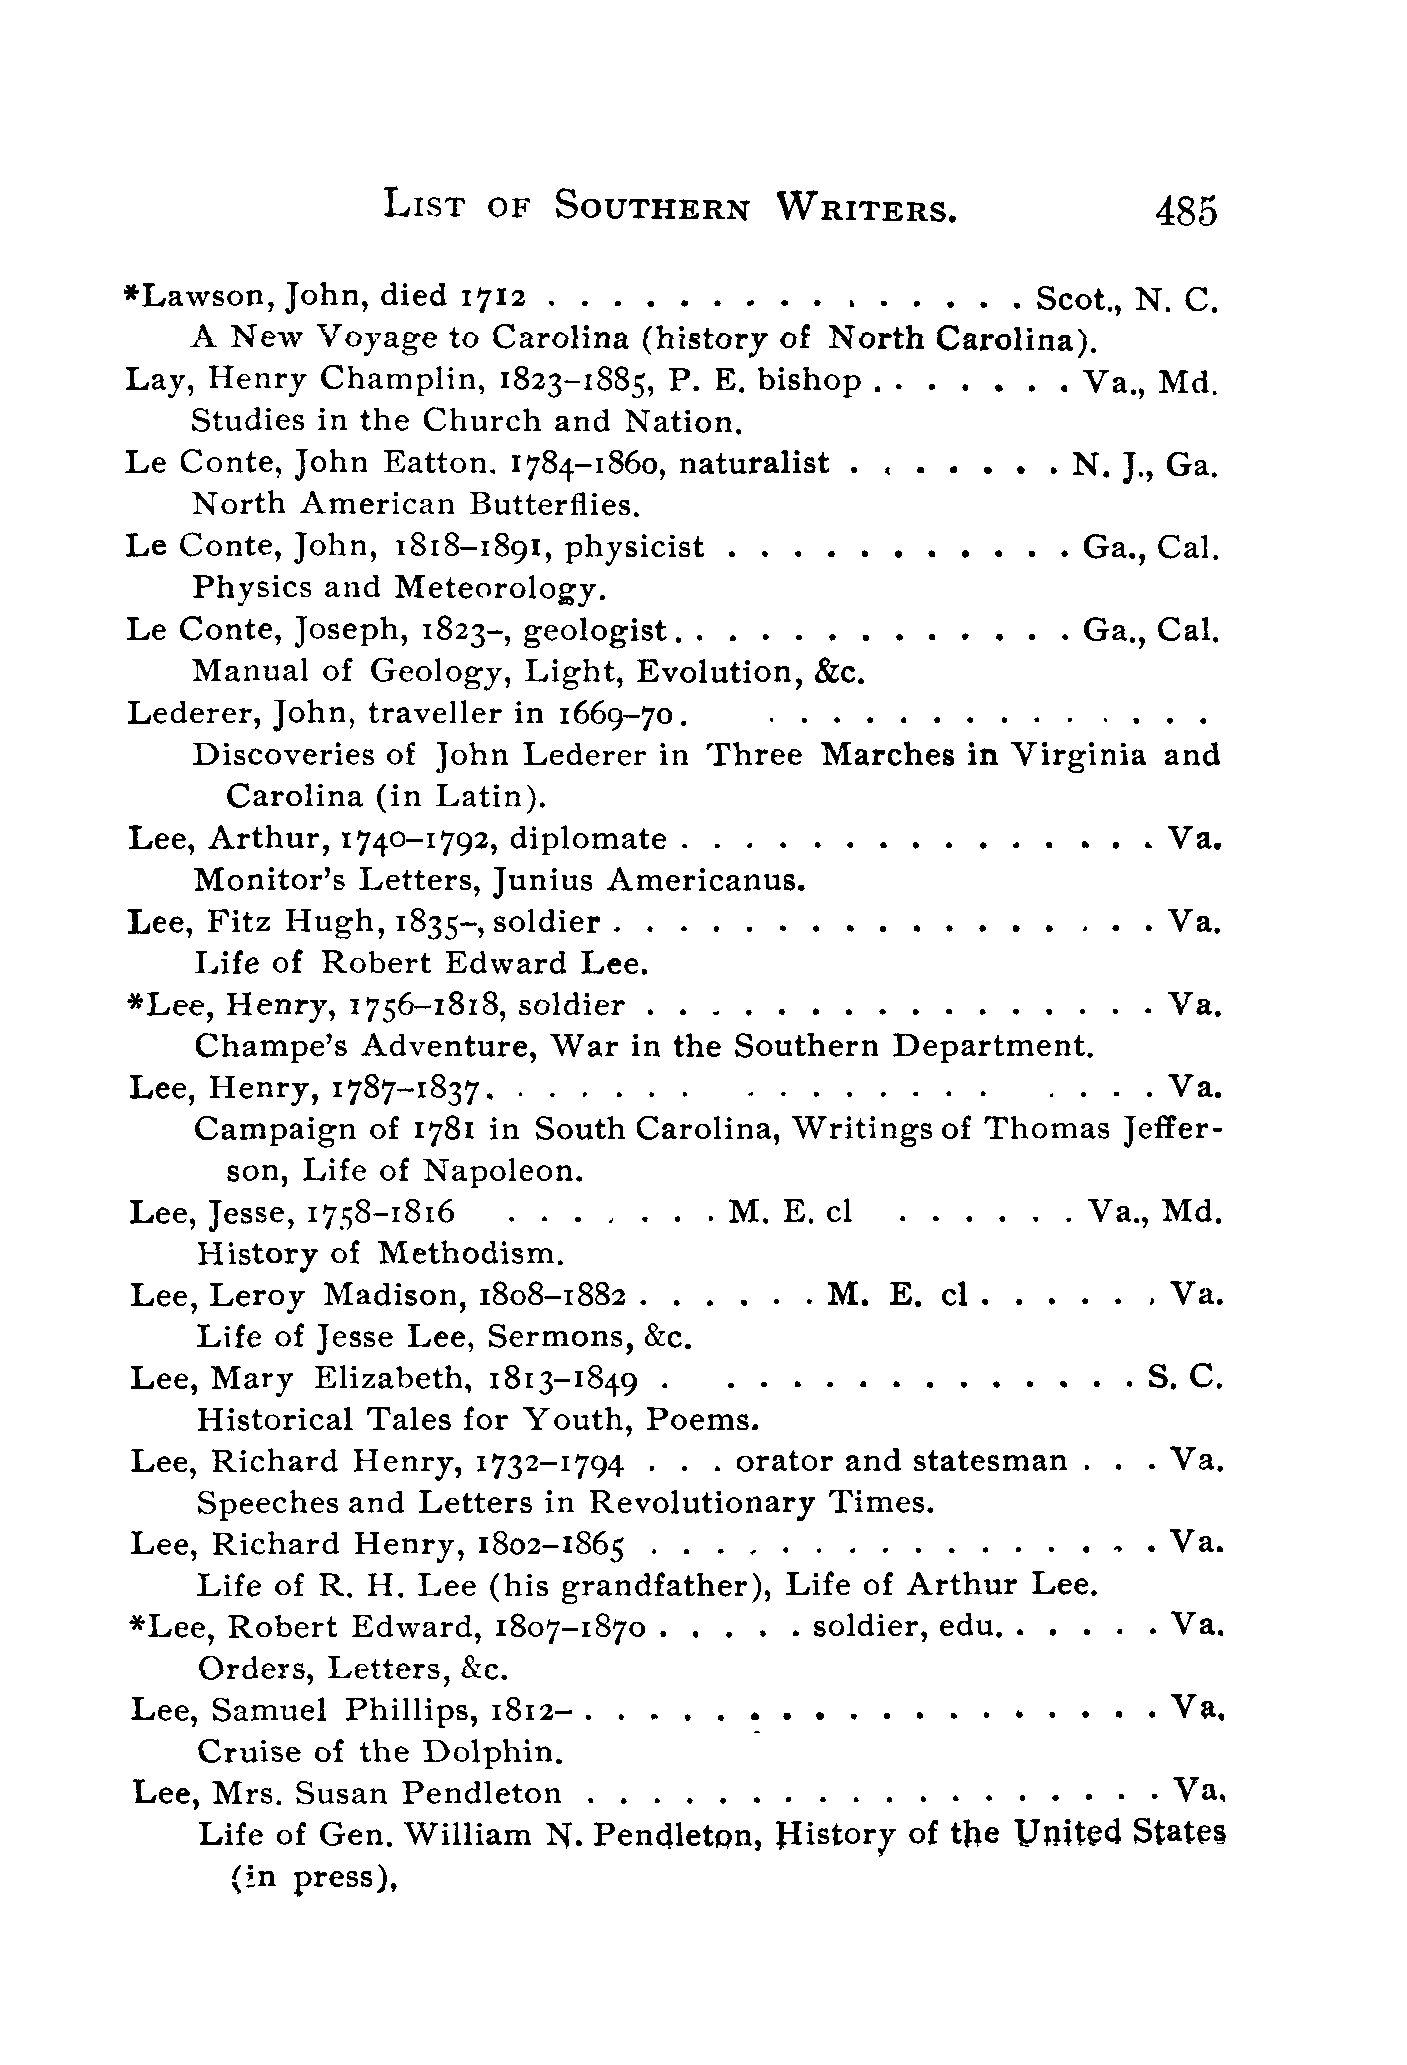 LIST OF SOUTHERN WRITERS. 485
*Lawson, John, died 1712 . . . . . . . . . . . . . . . Scot., N. C.
A New Voyage to Carolina (history of North Carolina).
Lay, Henry Champlin, 1823–1885, P. E. bishop . . . . . . . Va., Md.
Studies in the Church and Nation.
Le Conte, John Eatton. 1784–1860, naturalist . . . . . . . N. J., Ga.
North American Butterflies.
Le Conte, John, 1818–1891, physicist . . . . . . . . . . . Ga., Cal.
Physics and Meteorology.
Le Conte, Joseph, 1823–, geologist . . . . . . . . . . . . . Ga., Cal.
Manual of Geology, Light, Evolution, &c.
Lederer, John, traveller in 1669–70. . . . . . . . . . . . . . .
Discoveries of John Lederer in Three Marches in Virginia and
Carolina (in Latin).
Lee, Arthur, 1740–1792, diplomate . . . . . . . . . . . . . . . Va.
Monitor's Letters, Junius Americanus.
Lee, Fitz Hugh, 1835–, soldier . . . . . . . . . . . . . . . . . Va.
Life of Robert Edward Lee.
*Lee, Henry, 1756–1818, soldier . . . . . . . . . . . . . . . . Va.
Champe's Adventure, War in the Southern Department.
Lee, Henry, 1787–1837. . . . . . . . . . . . . . . . . . . Va.
Campaign of 1781 in South Carolina, Writings of Thomas Jeffer-
son, Life of Napoleon.
Lee, Jesse, 1758–1816 . . . . . . . M. E. cl . . . . . . Va., Md.
History of Methodism.
Lee, Leroy Madison, 1808–1882 . . . . . . M. E. cl . . . . . . Va.
Life of Jesse Lee, Sermons, &c.
Lee, Mary Elizabeth, 1813–1849 . . . . . . . . . . . . . . S. C.
Historical Tales for Youth, Poems.
Lee, Richard Henry, 1732–1794 . . . orator and statesman . . . Va.
Speeches and Letters in Revolutionary Times.
Lee, Richard Henry, 1802–1865 . . . . . . . . . . . . . . . . Va.
Life of R. H. Lee (his grandfather), Life of Arthur Lee.
*Lee, Robert Edward, 1807–1870 . . . . . soldier, edu. . . . . . Va.
Orders, Letters, &c.
Lee, Samuel Phillips, 1812– . . . . . . . . . . . . . . . . . . Va.
Cruise of the Dolphin.
Lee, Mrs. Susan Pendleton . . . . . . . . . . . . . . . . . . Va.
Life of Gen. William N. Pendleton, History of the United States
(in press),